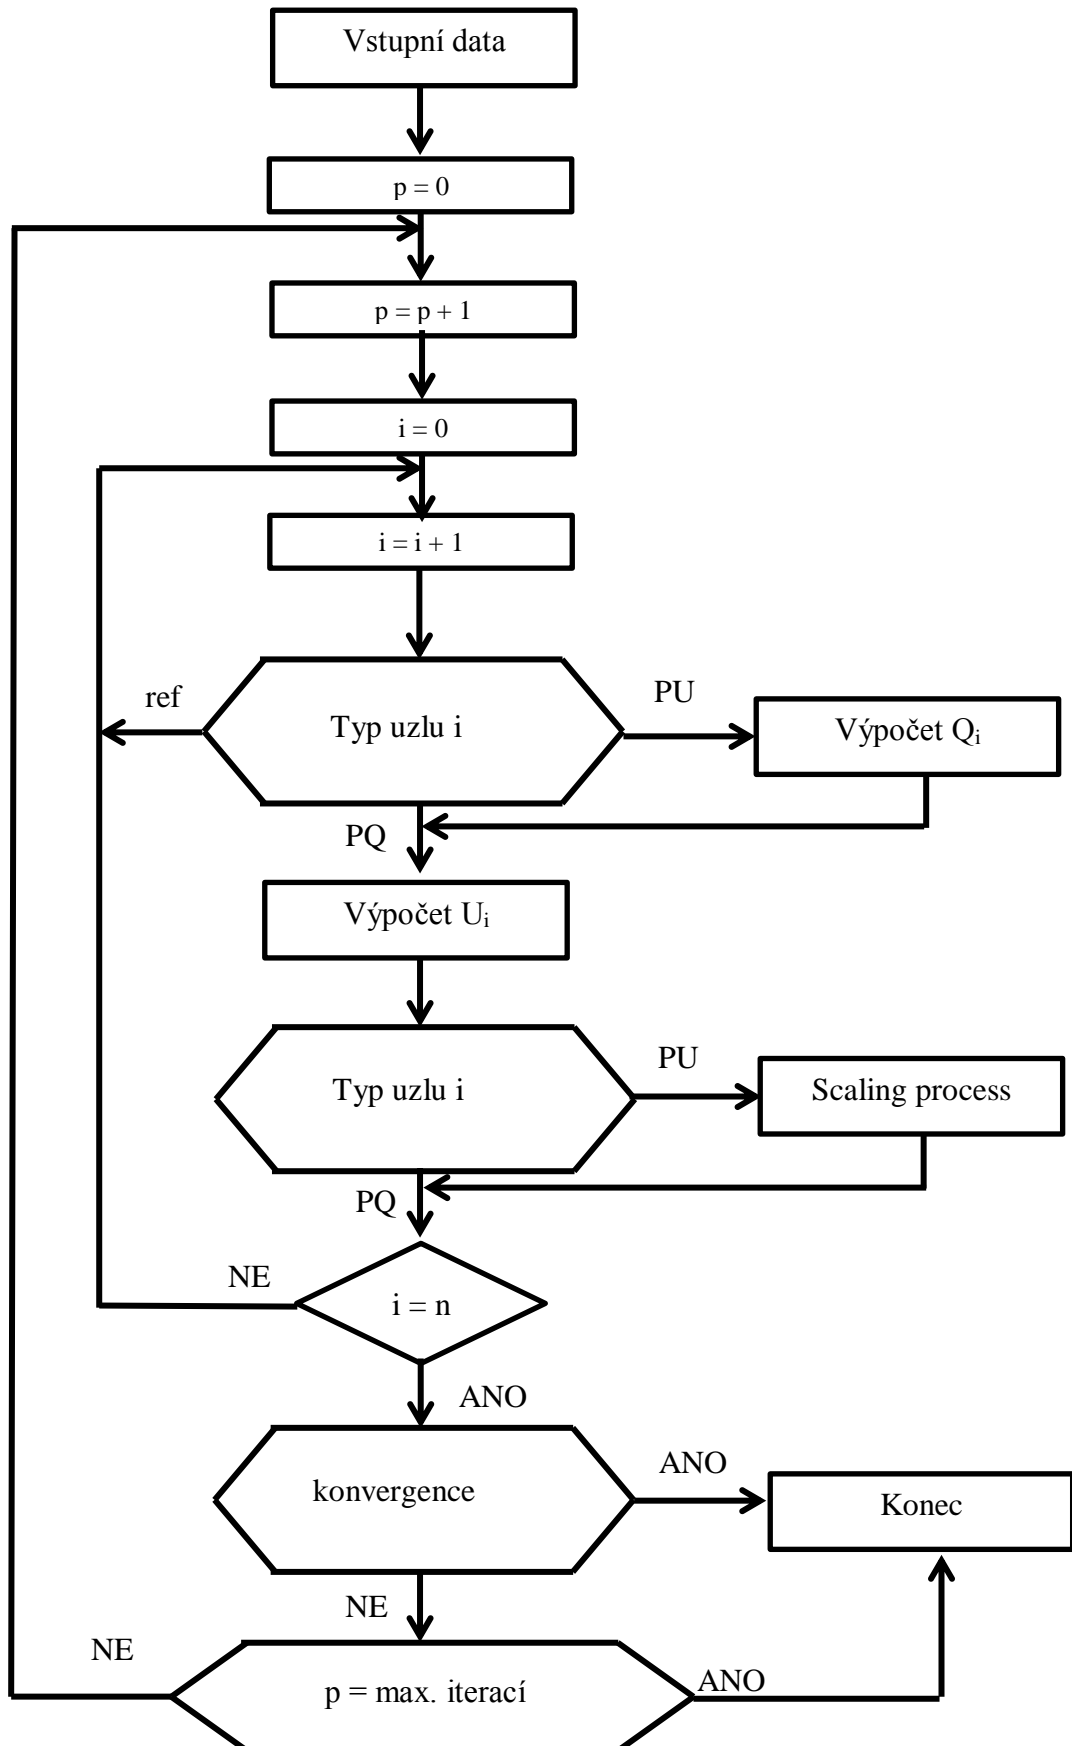 Vstupní data
p = 0
p = p + 1
i = 0
i = i + 1
ref
Typ uzlu i
PU
Výpočet Qi
PQ
Výpočet Ui
Typ uzlu i
PU
Scaling process
PQ
NE
i = n
ANO
konvergence
ANO
Konec
NE
NE
p = max. iterací
ANO